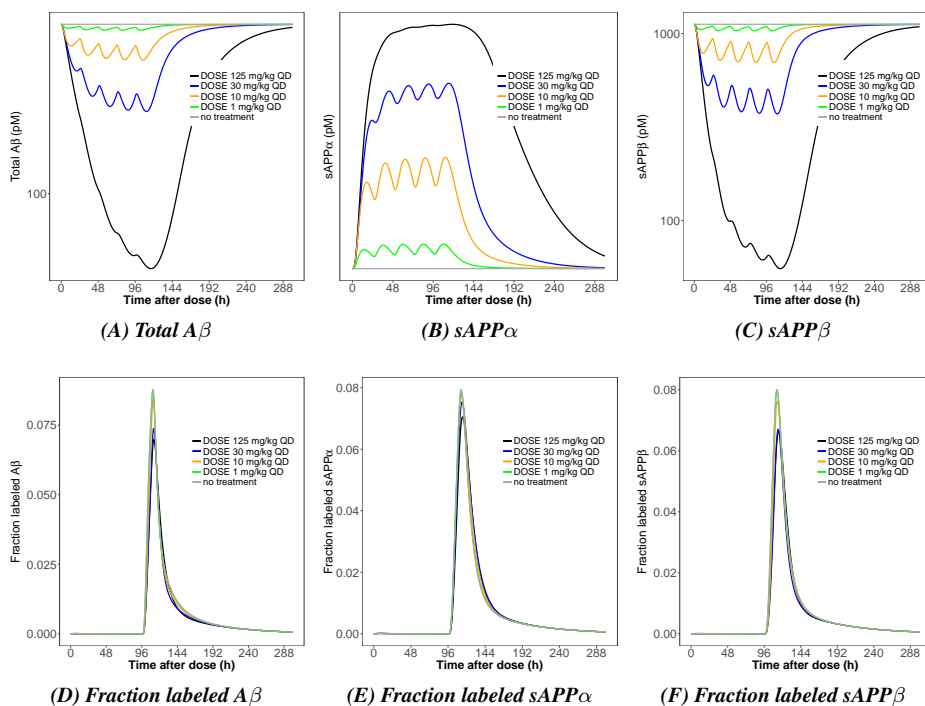 Total Aβ (pM)
100
DOSE 125 mg/kg QD
DOSE 30 mg/kg QD
DOSE 10 mg/kg QD
DOSE 1 mg/kg QD
no treatment
0 48 96 144 192 240 288
Time after dose (h)
(A) Total Aβ
sAPPα (pM)
DOSE 125 mg/kg QD
DOSE 30 mg/kg QD
DOSE 10 mg/kg QD
DOSE 1 mg/kg QD
no treatment
0 48 96 144 192 240 288
Time after dose (h)
(B) sAPPα
sAPPβ (pM)
1000
100
DOSE 125 mg/kg QD
DOSE 30 mg/kg QD
DOSE 10 mg/kg QD
DOSE 1 mg/kg QD
no treatment
0 48 96 144 192 240 288
Time after dose (h)
(C) sAPPβ
Fraction labeled Aβ
0.075
0.050
0.025
0.000
DOSE 125 mg/kg QD
DOSE 30 mg/kg QD
DOSE 10 mg/kg QD
DOSE 1 mg/kg QD
no treatment
0 48 96 144 192 240 288
Time after dose (h)
(D) Fraction labeled Aβ
Fraction labeled sAPPα
0.08
0.06
0.04
0.02
0.00
DOSE 125 mg/kg QD
DOSE 30 mg/kg QD
DOSE 10 mg/kg QD
DOSE 1 mg/kg QD
no treatment
0 48 96 144 192 240 288
Time after dose (h)
(E) Fraction labeled sAPPα
Fraction labeled sAPPβ
0.08
0.06
0.04
0.02
0.00
DOSE 125 mg/kg QD
DOSE 30 mg/kg QD
DOSE 10 mg/kg QD
DOSE 1 mg/kg QD
no treatment
0 48 96 144 192 240 288
Time after dose (h)
(F) Fraction labeled sAPPβ